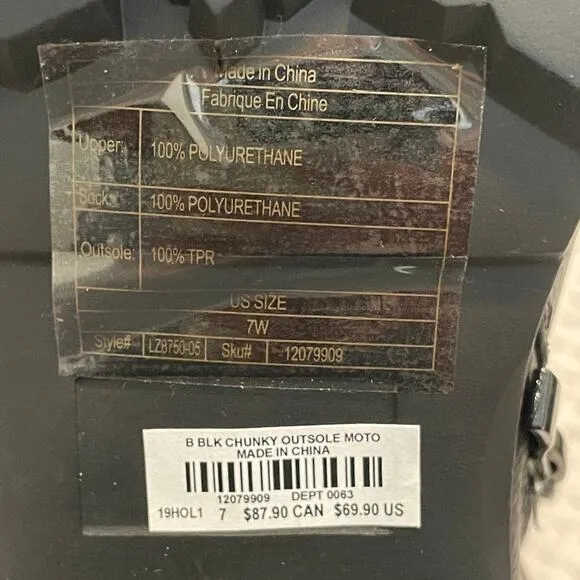 Made In China
Fabrique En Chine
Upper: 100% POLYURETHANE
Sock: 100% POLYURETHANE
Outsole: 100% TPR
US SIZE
7W
Style# LZ8750-05 Sku# 12079909
B BLK CHUNKY OUTSOLE MOTO
MADE IN CHINA
12079909 DEPT 0063
19HOL1 7 $87.90 CAN $69.90 US